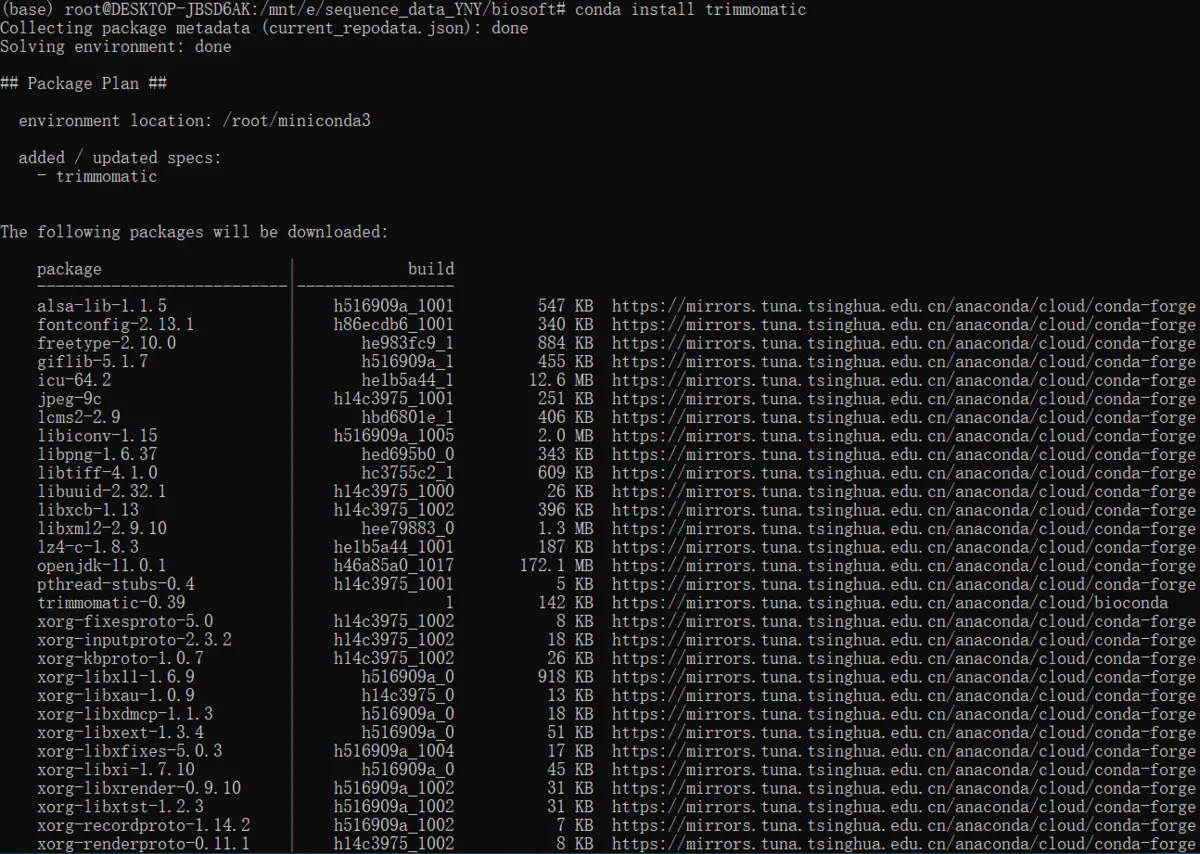 (base) root@DESKTOP-JBSD6AK:/mnt/e/sequence_data_YNY/biosoft# conda install trimmomatic
Collecting package metadata (current_repodata.json): done
Solving environment: done
## Package Plan ##
environment location: /root/miniconda3
added / updated specs:
- trimmomatic
The following packages will be downloaded:
package | build
---------------------------|-----------------
alsa-lib-1.1.5 | h516909a_1001 547 KB https://mirrors.tuna.tsinghua.edu.cn/anaconda/cloud/conda-forge
fontconfig-2.13.1 | h86ecdb6_1001 340 KB https://mirrors.tuna.tsinghua.edu.cn/anaconda/cloud/conda-forge
freetype-2.10.0 | he983fc9_1 884 KB https://mirrors.tuna.tsinghua.edu.cn/anaconda/cloud/conda-forge
giflib-5.1.7 | h516909a_1 455 KB https://mirrors.tuna.tsinghua.edu.cn/anaconda/cloud/conda-forge
icu-64.2 | he1b5a44_1 12.6 MB https://mirrors.tuna.tsinghua.edu.cn/anaconda/cloud/conda-forge
jpeg-9c | h14c3975_1001 251 KB https://mirrors.tuna.tsinghua.edu.cn/anaconda/cloud/conda-forge
lcms2-2.9 | hbd6801e_1 406 KB https://mirrors.tuna.tsinghua.edu.cn/anaconda/cloud/conda-forge
libiconv-1.15 | h516909a_1005 2.0 MB https://mirrors.tuna.tsinghua.edu.cn/anaconda/cloud/conda-forge
libpng-1.6.37 | hed695b0_0 343 KB https://mirrors.tuna.tsinghua.edu.cn/anaconda/cloud/conda-forge
libtiff-4.1.0 | hc3755c2_1 609 KB https://mirrors.tuna.tsinghua.edu.cn/anaconda/cloud/conda-forge
libuuid-2.32.1 | h14c3975_1000 26 KB https://mirrors.tuna.tsinghua.edu.cn/anaconda/cloud/conda-forge
libxcb-1.13 | h14c3975_1002 396 KB https://mirrors.tuna.tsinghua.edu.cn/anaconda/cloud/conda-forge
libxml2-2.9.10 | hee79883_0 1.3 MB https://mirrors.tuna.tsinghua.edu.cn/anaconda/cloud/conda-forge
lz4-c-1.8.3 | he1b5a44_1001 187 KB https://mirrors.tuna.tsinghua.edu.cn/anaconda/cloud/conda-forge
openjdk-11.0.1 | h46a85a0_1017 172.1 MB https://mirrors.tuna.tsinghua.edu.cn/anaconda/cloud/conda-forge
pthread-stubs-0.4 | h14c3975_1001 5 KB https://mirrors.tuna.tsinghua.edu.cn/anaconda/cloud/conda-forge
trimmomatic-0.39 | 1 142 KB https://mirrors.tuna.tsinghua.edu.cn/anaconda/cloud/bioconda
xorg-fixesproto-5.0 | h14c3975_1002 8 KB https://mirrors.tuna.tsinghua.edu.cn/anaconda/cloud/conda-forge
xorg-inputproto-2.3.2 | h14c3975_1002 18 KB https://mirrors.tuna.tsinghua.edu.cn/anaconda/cloud/conda-forge
xorg-kbproto-1.0.7 | h14c3975_1002 26 KB https://mirrors.tuna.tsinghua.edu.cn/anaconda/cloud/conda-forge
xorg-libx11-1.6.9 | h516909a_0 918 KB https://mirrors.tuna.tsinghua.edu.cn/anaconda/cloud/conda-forge
xorg-libxau-1.0.9 | h14c3975_0 13 KB https://mirrors.tuna.tsinghua.edu.cn/anaconda/cloud/conda-forge
xorg-libxdmcp-1.1.3 | h516909a_0 18 KB https://mirrors.tuna.tsinghua.edu.cn/anaconda/cloud/conda-forge
xorg-libxext-1.3.4 | h516909a_0 51 KB https://mirrors.tuna.tsinghua.edu.cn/anaconda/cloud/conda-forge
xorg-libxfixes-5.0.3 | h516909a_1004 17 KB https://mirrors.tuna.tsinghua.edu.cn/anaconda/cloud/conda-forge
xorg-libxi-1.7.10 | h516909a_0 45 KB https://mirrors.tuna.tsinghua.edu.cn/anaconda/cloud/conda-forge
xorg-libxrender-0.9.10 | h516909a_1002 31 KB https://mirrors.tuna.tsinghua.edu.cn/anaconda/cloud/conda-forge
xorg-libxtst-1.2.3 | h516909a_1002 31 KB https://mirrors.tuna.tsinghua.edu.cn/anaconda/cloud/conda-forge
xorg-recordproto-1.14.2 | h516909a_1002 7 KB https://mirrors.tuna.tsinghua.edu.cn/anaconda/cloud/conda-forge
xorg-renderproto-0.11.1 | h14c3975_1002 8 KB https://mirrors.tuna.tsinghua.edu.cn/anaconda/cloud/conda-forge